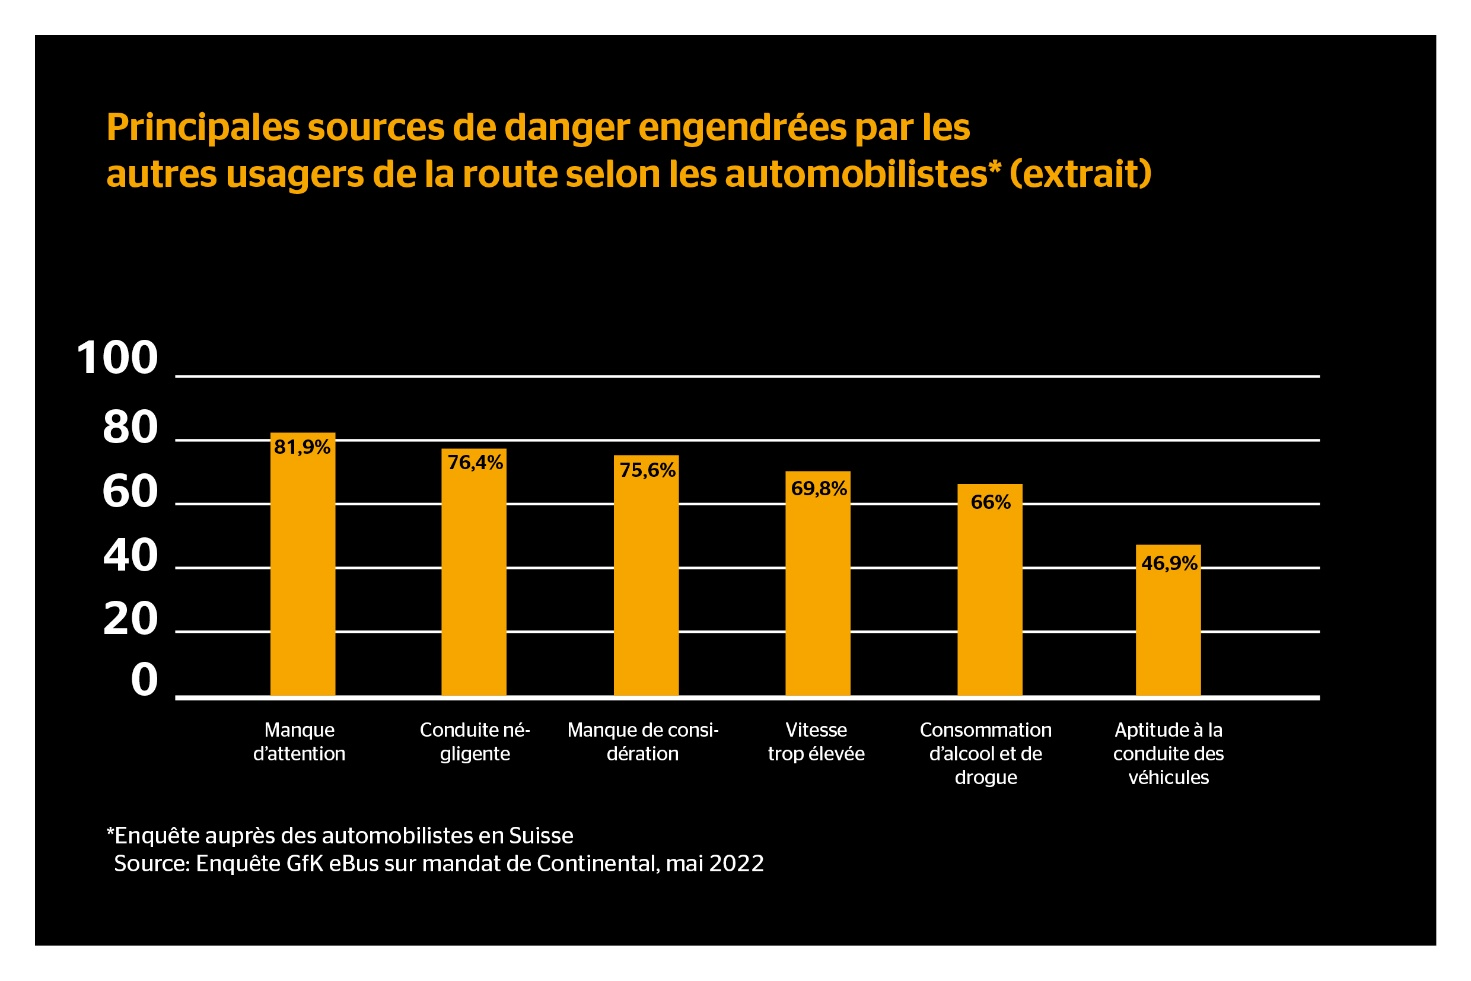 Principales sources de danger engendrées par les
autres usagers de la route selon les automobilistes* (extrait)
100
80
60
40
20
0
81,9%
76,4%
75,6%
69,8%
66%
46,9%
Manque
d'attention
Conduite né-
gligente
Manque de consi-
dération
Vitesse
trop élevée
Consommation
d'alcool et de
drogue
Aptitude à la
conduite des
véhicules
*Enquête auprès des automobilistes en Suisse
Source: Enquête GfK eBus sur mandat de Continental, mai 2022